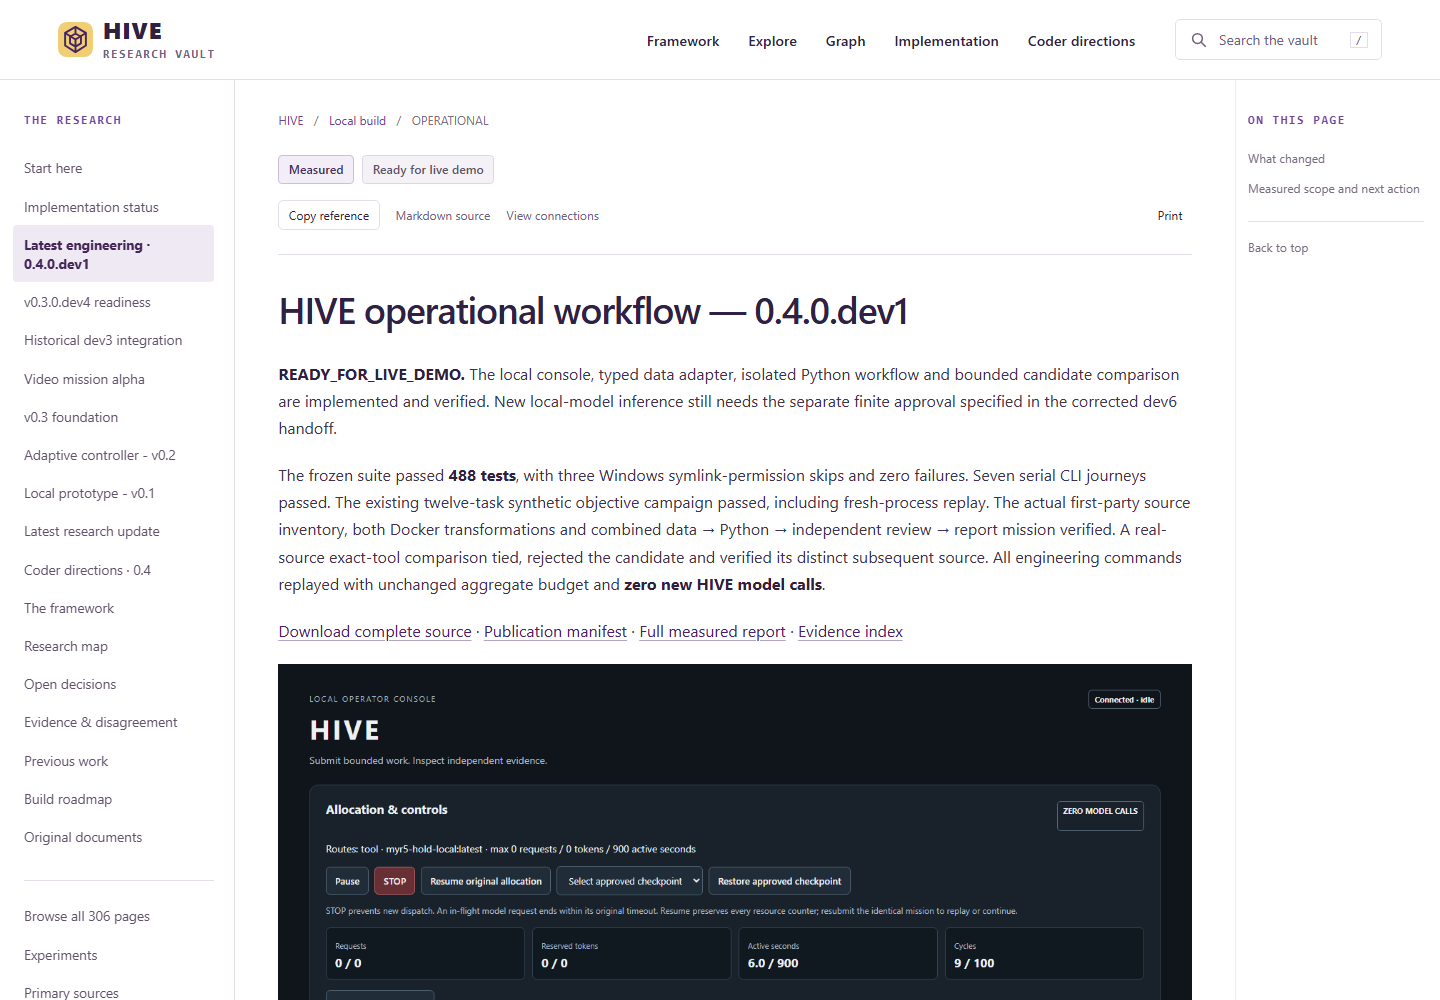 HIVE
RESEARCH VAULT
Framework
Explore
Graph
Implementation
Coder directions
Search the vault
/
THE RESEARCH
Start here
Implementation status
Latest engineering ·
0.4.0.dev1
v0.3.0.dev4 readiness
Historical dev3 integration
Video mission alpha
v0.3 foundation
Adaptive controller - v0.2
Local prototype - v0.1
Latest research update
Coder directions · 0.4
The framework
Research map
Open decisions
Evidence & disagreement
Previous work
Build roadmap
Original documents
Browse all 306 pages
Experiments
Primary sources
HIVE / Local build / OPERATIONAL
Measured
Ready for live demo
Copy reference
Markdown source
View connections
Print
HIVE operational workflow — 0.4.0.dev1
READY_FOR_LIVE_DEMO. The local console, typed data adapter, isolated Python workflow and bounded candidate comparison
are implemented and verified. New local-model inference still needs the separate finite approval specified in the corrected dev6
handoff.
The frozen suite passed 488 tests, with three Windows symlink-permission skips and zero failures. Seven serial CLI journeys
passed. The existing twelve-task synthetic objective campaign passed, including fresh-process replay. The actual first-party source
inventory, both Docker transformations and combined data → Python → independent review → report mission verified. A real-
source exact-tool comparison tied, rejected the candidate and verified its distinct subsequent source. All engineering commands
replayed with unchanged aggregate budget and zero new HIVE model calls.
Download complete source · Publication manifest · Full measured report · Evidence index
LOCAL OPERATOR CONSOLE
Connected · idle
HIVE
Submit bounded work. Inspect independent evidence.
Allocation & controls
ZERO MODEL CALLS
Routes: tool · myr5-hold-local:latest · max 0 requests / 0 tokens / 900 active seconds
Pause
STOP
Resume original allocation
Select approved checkpoint
Restore approved checkpoint
STOP prevents new dispatch. An in-flight model request ends within its original timeout. Resume preserves every resource counter; resubmit the identical mission to replay or continue.
Requests
0 / 0
Reserved tokens
0 / 0
Active seconds
6.0 / 900
Cycles
9 / 100
ON THIS PAGE
What changed
Measured scope and next action
Back to top